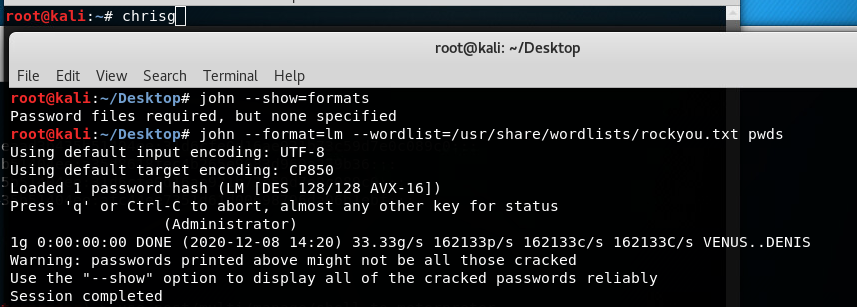 root@kali:~# chrisg
root@kali: ~/Desktop
File Edit View Search Terminal Help
root@kali:~/Desktop# john --show=formats
Password files required, but none specified
root@kali:~/Desktop# john --format=lm --wordlist=/usr/share/wordlists/rockyou.txt pwds
Using default input encoding: UTF-8
Using default target encoding: CP850
Loaded 1 password hash (LM [DES 128/128 AVX-16])
Press 'q' or Ctrl-C to abort, almost any other key for status
(Administrator)
1g 0:00:00:00 DONE (2020-12-08 14:20) 33.33g/s 162133p/s 162133c/s 162133C/s VENUS..DENIS
Warning: passwords printed above might not be all those cracked
Use the "--show" option to display all of the cracked passwords reliably
Session completed